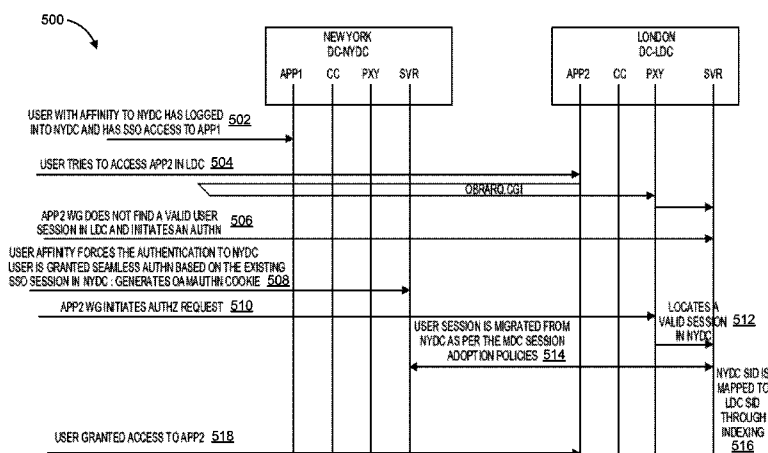 500
NEW YORK
DC-NYDC
LONDON
DC-LDC
APP1 CC PXY SVR
APP2 CC PXY SVR
USER WITH AFFINITY TO NYDC HAS LOGGED
INTO NYDC AND HAS SSO ACCESS TO APP1 502
USER TRIES TO ACCESS APP2 IN LDC 504
OBRARQ.CGI
APP2 WG DOES NOT FIND A VALID USER
SESSION IN LDC AND INITIATES AN AUTHN 506
USER AFFINITY FORCES THE AUTHENTICATION TO NYDC
USER IS GRANTED SEAMLESS AUTHN BASED ON THE EXISTING
SSO SESSION IN NYDC : GENERATES OAMAUTHN COOKIE 508
APP2 WG INITIATES AUTHZ REQUEST 510
LOCATES A
VALID SESSION
IN NYDC 512
USER SESSION IS MIGRATED FROM
NYDC AS PER THE MDC SESSION
ADOPTION POLICIES 514
NYDC SID IS
MAPPED TO
LDC SID
THROUGH
INDEXING
516
USER GRANTED ACCESS TO APP2 518